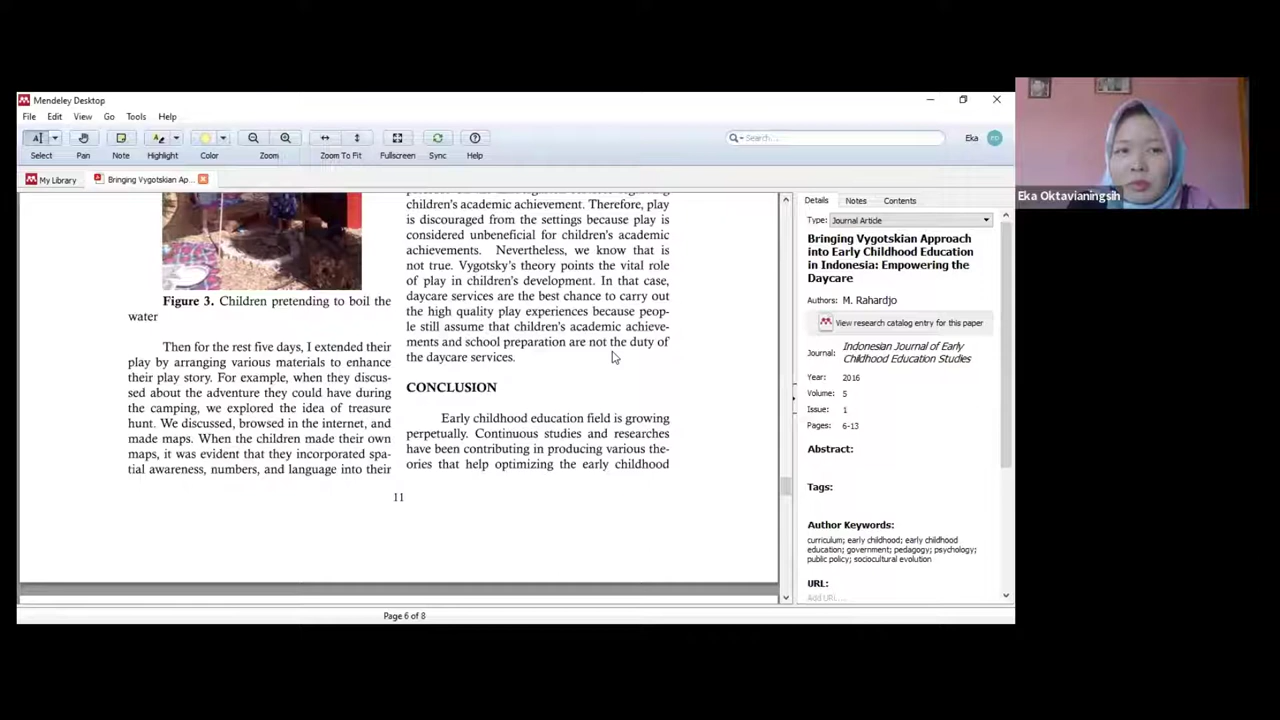 Mendeley Desktop
File Edit View Go Tools Help
Select Pan Note Highlight Color Zoom Zoom To Fit Fullscreen Sync Help
Search...
Eka
My Library
Bringing Vygotskian Ap...
Figure 3. Children pretending to boil the
water
Then for the rest five days, I extended their
play by arranging various materials to enhance
their play story. For example, when they discus-
sed about the adventure they could have during
the camping, we explored the idea of treasure
hunt. We discussed, browsed in the internet, and
made maps. When the children made their own
maps, it was evident that they incorporated spa-
tial awareness, numbers, and language into their
children's academic achievement. Therefore, play
is discouraged from the settings because play is
considered unbeneficial for children's academic
achievements. Nevertheless, we know that is
not true. Vygotsky's theory points the vital role
of play in children's development. In that case,
daycare services are the best chance to carry out
the high quality play experiences because peop-
le still assume that children's academic achieve-
ments and school preparation are not the duty of
the daycare services.
CONCLUSION
Early childhood education field is growing
perpetually. Continuous studies and researches
have been contributing in producing various the-
ories that help optimizing the early childhood
11
Page 6 of 8
Details Notes Contents
Type: Journal Article
Bringing Vygotskian Approach
into Early Childhood Education
in Indonesia: Empowering the
Daycare
Authors: M. Rahardjo
View research catalog entry for this paper
Journal: Indonesian Journal of Early
Childhood Education Studies
Year: 2016
Volume: 5
Issue: 1
Pages: 6-13
Abstract:
Tags:
Author Keywords:
curriculum; early childhood; early childhood
education; government; pedagogy; psychology;
public policy; sociocultural evolution
URL:
Add URL...
Eka Oktavianingsih